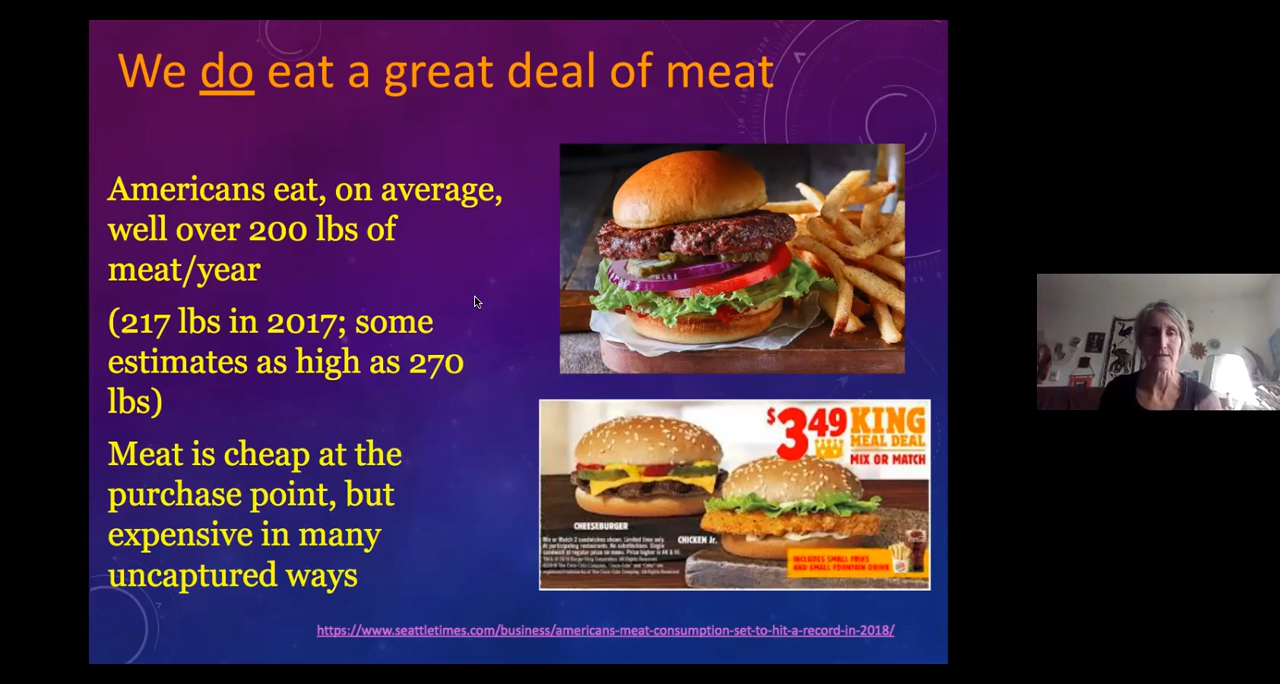 We do eat a great deal of meat
Americans eat, on average,
well over 200 lbs of
meat/year
(217 lbs in 2017; some
estimates as high as 270
lbs)
Meat is cheap at the
purchase point, but
expensive in many
uncaptured ways
$3.49 KING
MEAL DEAL
MIX OR MATCH
CHEESEBURGER
CHICKEN Jr.
INCLUDES SMALL FRIES
AND SMALL FOUNTAIN DRINK
https://www.seattletimes.com/business/americans-meat-consumption-set-to-hit-a-record-in-2018/